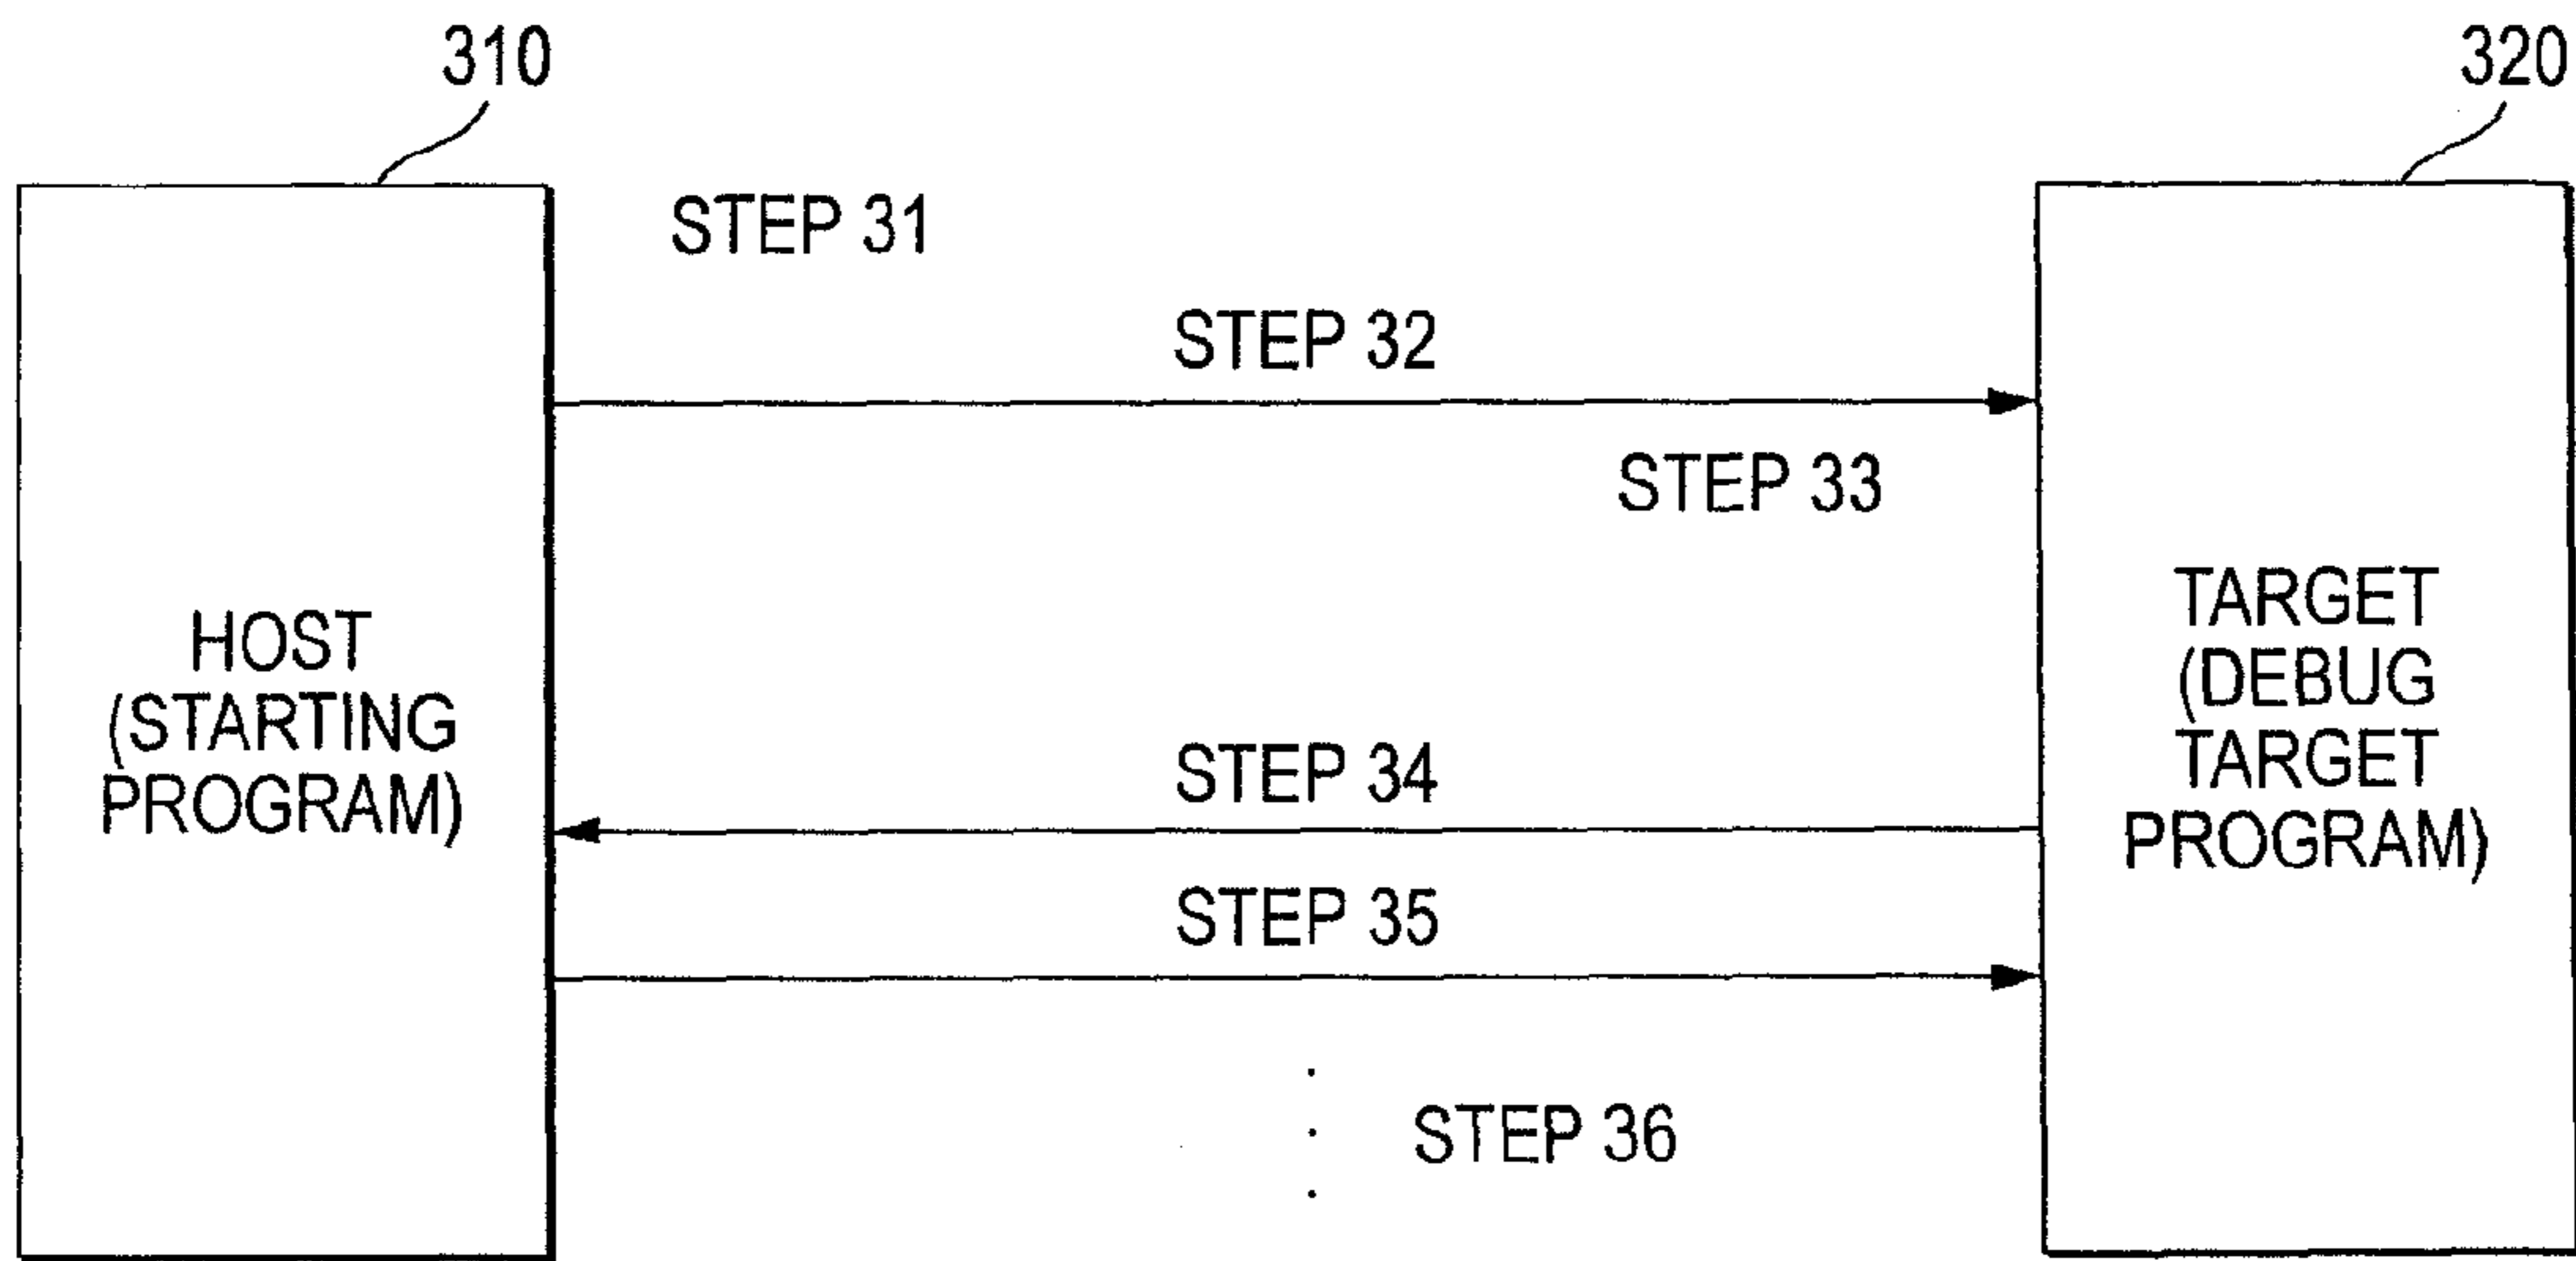 310
320
STEP 31
STEP 32
STEP 33
HOST
(STARTING
PROGRAM)
TARGET
(DEBUG
TARGET
PROGRAM)
STEP 34
STEP 35
STEP 36